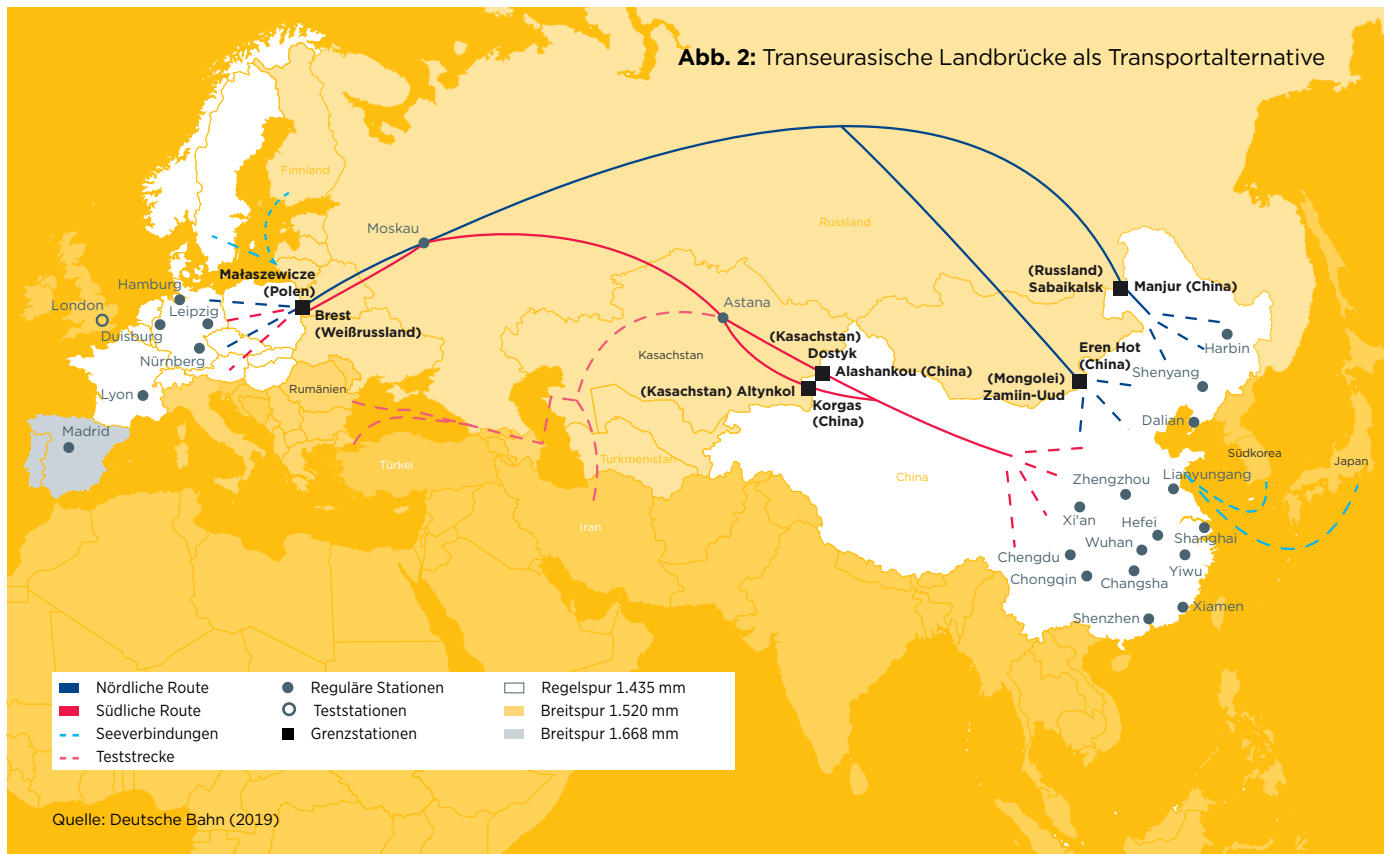 Abb. 2: Transeurasische Landbrücke als Transportalternative
Finnland
Russland
Moskau
Małaszewicze
(Polen)
Brest
(Weißrussland)
Hamburg
London
Leipzig
Duisburg
Nürnberg
Lyon
Madrid
Rumänien
Türkei
Astana
Kasachstan
(Kasachstan)
Dostyk
Alashankou (China)
(Kasachstan) Altynkol
Korgas
(China)
Turkmenistan
Iran
China
(Russland)
Sabaikalsk
Manjur (China)
Eren Hot
(China)
(Mongolei)
Zamiin-Uud
Harbin
Shenyang
Dalian
Südkorea
Japan
Lianyungang
Zhengzhou
Xi'an
Hefei
Shanghai
Wuhan
Chengdu
Yiwu
Chongqin
Changsha
Xiamen
Shenzhen
Nördliche Route
Südliche Route
Seeverbindungen
Teststrecke
Reguläre Stationen
Teststationen
Grenzstationen
Regelspur 1.435 mm
Breitspur 1.520 mm
Breitspur 1.668 mm
Quelle: Deutsche Bahn (2019)